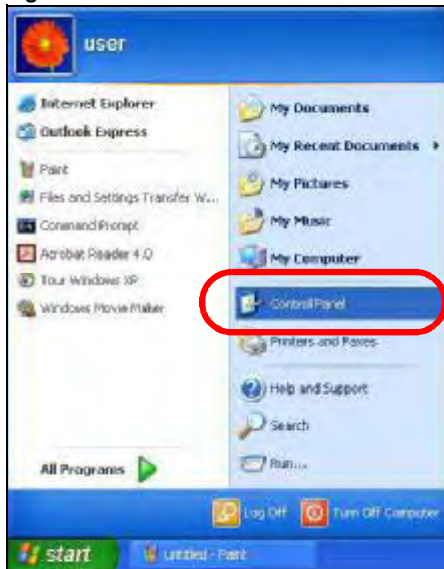 user
Internet Explorer
Outlook Express
Paint
Files and Settings Transfer W...
Command Prompt
Acrobat Reader 4.0
Tour Windows XP
Windows Movie Maker
All Programs
My Documents
My Recent Documents
My Pictures
My Music
My Computer
Control Panel
Printers and Faxes
Help and Support
Search
Run...
Log Off
Turn Off Computer
start
untitled - Paint